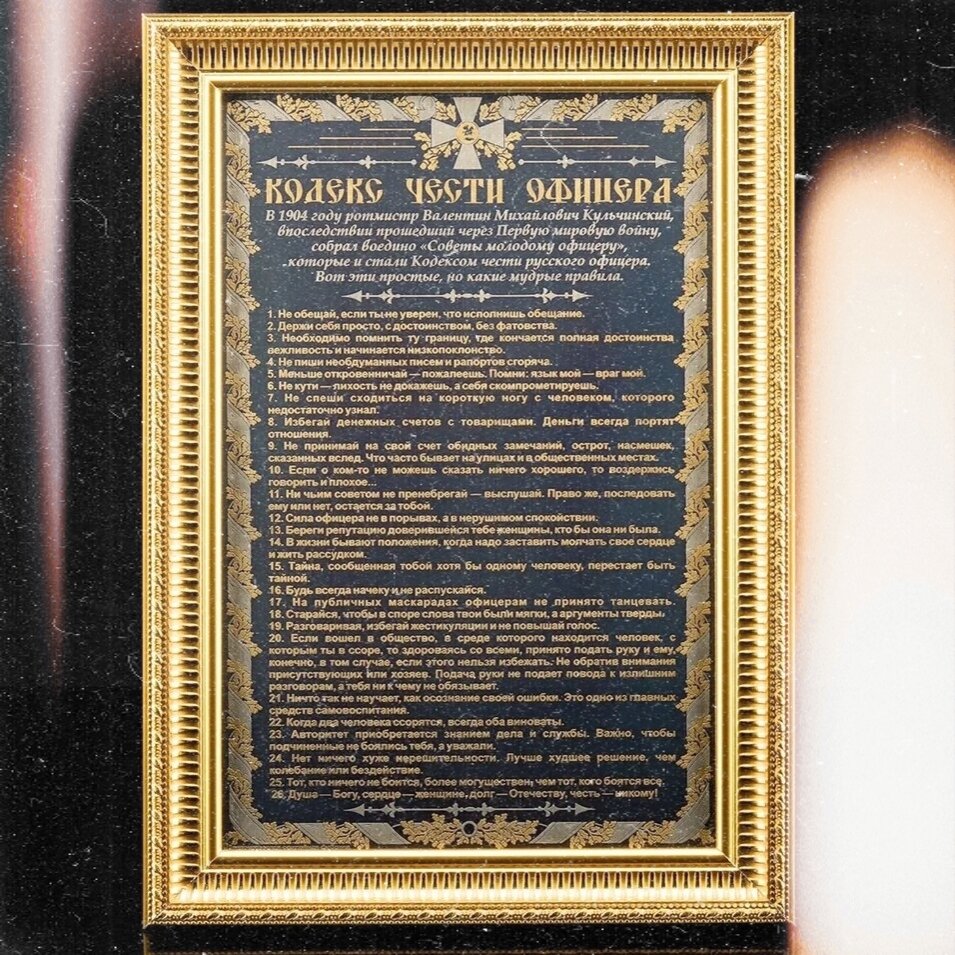 КОДЕКС ЧЕСТИ ОФИЦЕРА
В 1904 году ротмистр Валентин Михайлович Кульчинский,
впоследствии прошедший через Первую мировую войну,
собрал воедино «Советы молодому офицеру»,
которые и стали Кодексом чести русского офицера.
Вот эти простые, но какие мудрые правила.
1. Не обещай, если ты не уверен, что исполнишь обещание.
2. Держи себя просто, с достоинством, без фатовства.
3. Необходимо помнить ту границу, где кончается полная достоинства
вежливость и начинается низкопоклонство.
4. Не пиши необдуманных писем и рапортов сгоряча.
5. Меньше откровенничай — пожалеешь. Помни: язык мой — враг мой.
6. Не кути — лихость не докажешь, а себя скомпрометируешь.
7. Не спеши сходиться на короткую ногу с человеком, которого
недостаточно узнал.
8. Избегай денежных счетов с товарищами. Деньги всегда портят
отношения.
9. Не принимай на свой счет обидных замечаний, острот, насмешек,
сказанных вслед. Что часто бывает на улицах и в общественных местах.
10. Если о ком-то не можешь сказать ничего хорошего, то воздержись
говорить и плохое...
11. Ни чьим советом не пренебрегай — выслушай. Право же, последовать
ему или нет, остается за тобой.
12. Сила офицера не в порывах, а в нерушимом спокойствии.
13. Береги репутацию доверившейся тебе женщины, кто бы она ни была.
14. В жизни бывают положения, когда надо заставить молчать свое сердце
и жить рассудком.
15. Тайна, сообщенная тобой хотя бы одному человеку, перестает быть
тайной.
16. Будь всегда начеку и не распускайся.
17. На публичных маскарадах офицерам не принято танцевать.
18. Старайся, чтобы в споре слова твои были мягки, а аргументы тверды.
19. Разговаривая, избегай жестикуляции и не повышай голос.
20. Если вошел в общество, в среде которого находится человек, с
которым ты в ссоре, то здороваясь со всеми, принято подать руку и ему,
конечно, в том случае, если этого нельзя избежать. Не обратив внимания
присутствующих или хозяев. Подача руки не подает повода к излишним
разговорам, а тебя ни к чему не обязывает.
21. Ничто так не научает, как осознание своей ошибки. Это одно из главных
средств самовоспитания.
22. Когда два человека ссорятся, всегда оба виноваты.
23. Авторитет приобретается знанием дела и службы. Важно, чтобы
подчиненные не боялись тебя, а уважали.
24. Нет ничего хуже нерешительности. Лучше худшее решение, чем
колебание или бездействие.
25. Тот, кто ничего не боится, более могуществен, чем тот, кого боятся все.
26. Душа — Богу, сердце — женщине, долг — Отечеству, честь — никому!